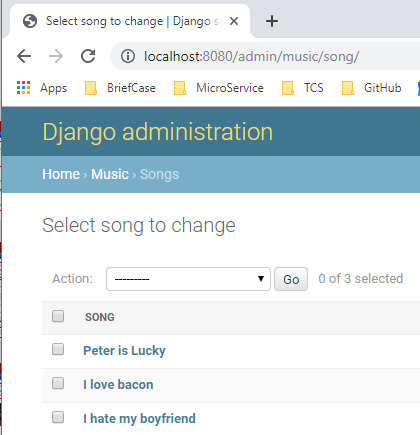 Select song to change | Django s
localhost:8080/admin/music/song/
Apps BriefCase MicroService TCS GitHub
Django administration
Home › Music › Songs
Select song to change
Action: --------- Go 0 of 3 selected
SONG
Peter is Lucky
I love bacon
I hate my boyfriend